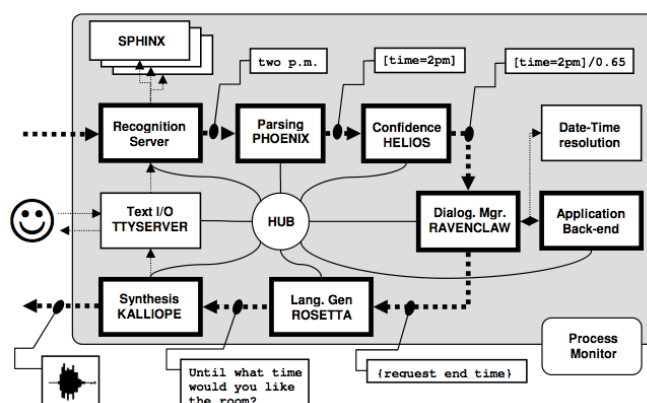 SPHINX
two p.m.
[time=2pm]
[time=2pm]/0.65
Recognition
Server
Parsing
PHOENIX
Confidence
HELIOS
Date-Time
resolution
Text I/O
TTYSERVER
HUB
Dialog. Mgr.
RAVENCLAW
Application
Back-end
Synthesis
KALLIOPE
Lang. Gen
ROSETTA
Process
Monitor
Until what time
would you like
the room?
{request end time}